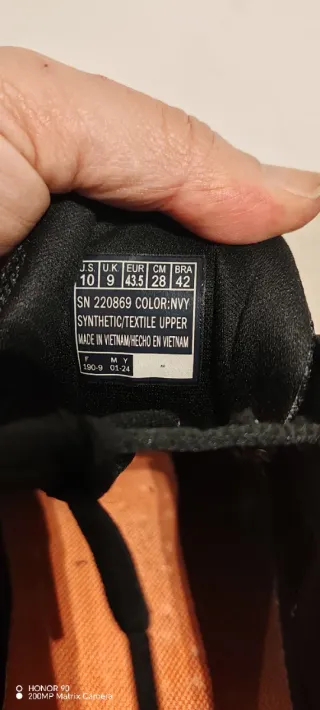 U.S. U.K. EUR CM BRA
10 9 43.5 28 42
SN 220869 COLOR:NVY
SYNTHETIC/TEXTILE UPPER
MADE IN VIETNAM/HECHO EN VIETNAM
F M Y
190-9 01-24
HONOR 90
200MP Matrix Camera